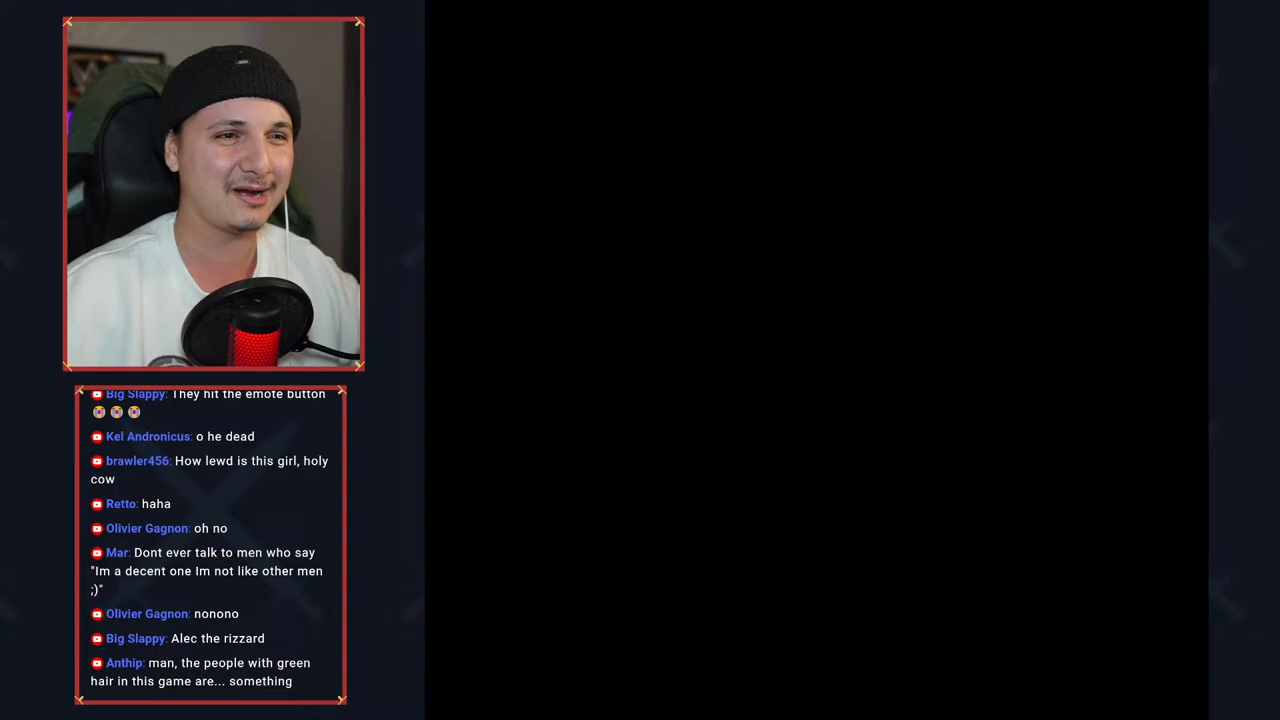 Big Slappy: They hit the emote button
Kel Andronicus: o he dead
brawler456: How lewd is this girl, holy
cow
Retto: haha
Olivier Gagnon: oh no
Mar: Dont ever talk to men who say
"Im a decent one Im not like other men
;)"
Olivier Gagnon: nonono
Big Slappy: Alec the rizzard
Anthip: man, the people with green
hair in this game are... something